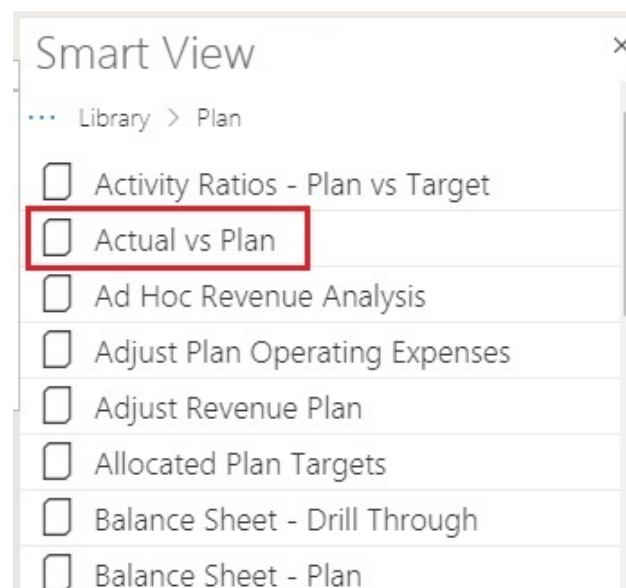 Smart View
... Library > Plan
Activity Ratios - Plan vs Target
Actual vs Plan
Ad Hoc Revenue Analysis
Adjust Plan Operating Expenses
Adjust Revenue Plan
Allocated Plan Targets
Balance Sheet - Drill Through
Balance Sheet - Plan